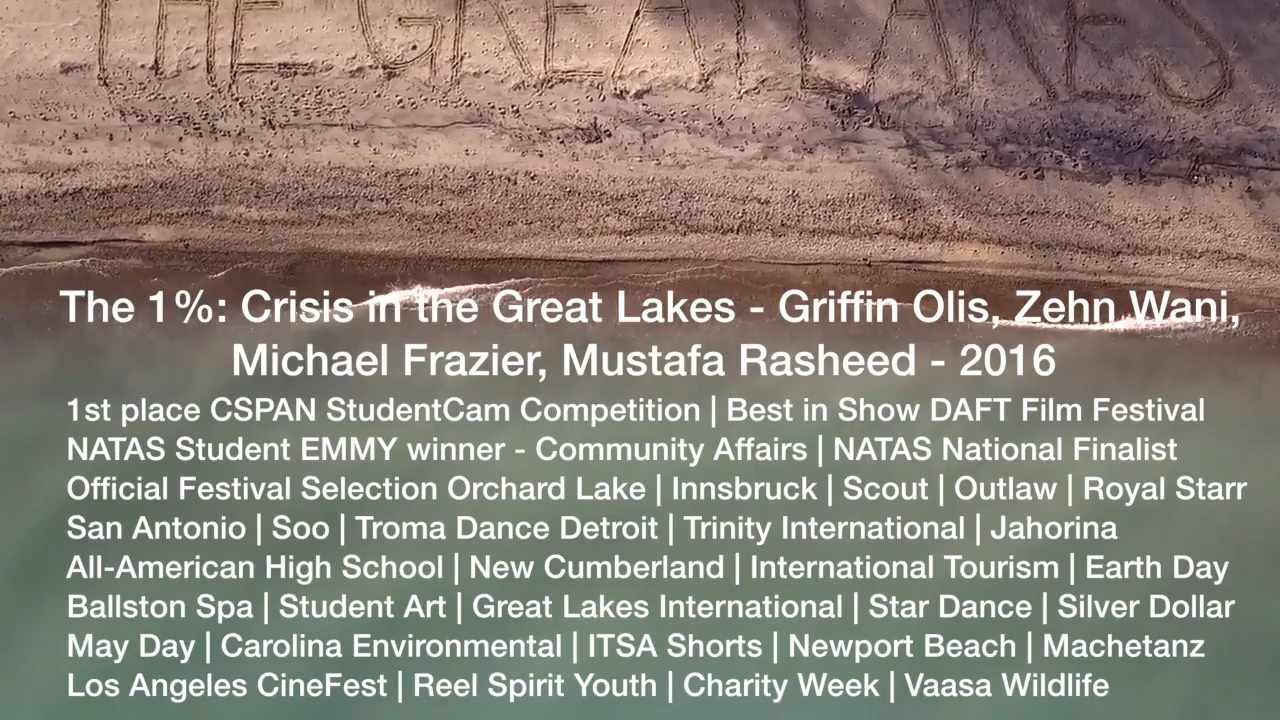 THE GREAT LAKES
The 1%: Crisis in the Great Lakes - Griffin Olis, Zehn Wani,
Michael Frazier, Mustafa Rasheed - 2016
1st place CSPAN StudentCam Competition | Best in Show DAFT Film Festival
NATAS Student EMMY winner - Community Affairs | NATAS National Finalist
Official Festival Selection Orchard Lake | Innsbruck | Scout | Outlaw | Royal Starr
San Antonio | Soo | Troma Dance Detroit | Trinity International | Jahorina
All-American High School | New Cumberland | International Tourism | Earth Day
Ballston Spa | Student Art | Great Lakes International | Star Dance | Silver Dollar
May Day | Carolina Environmental | ITSA Shorts | Newport Beach | Machetanz
Los Angeles CineFest | Reel Spirit Youth | Charity Week | Vaasa Wildlife